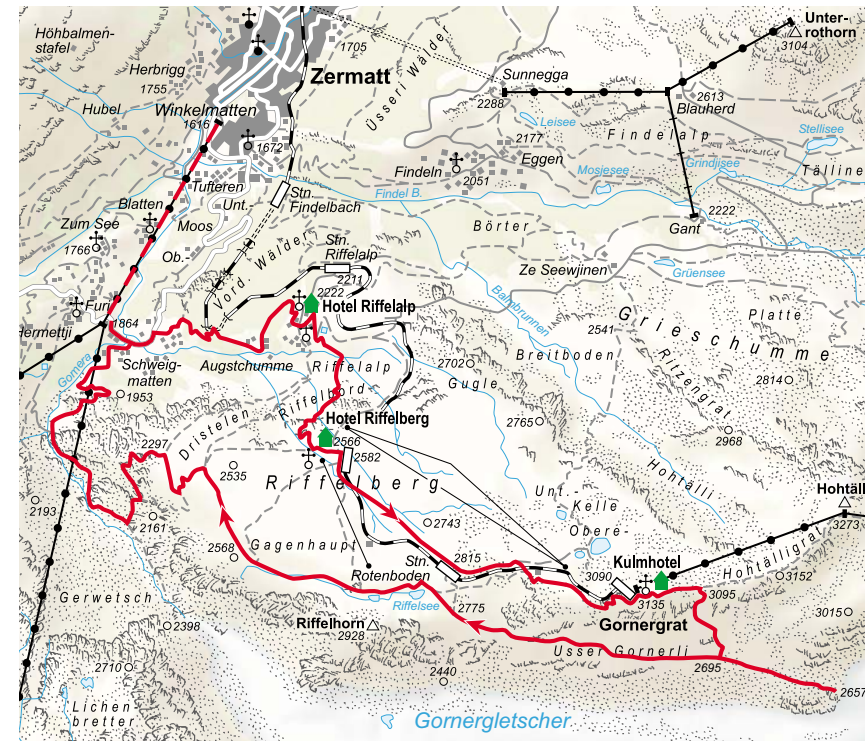 Höhbalmen-
stafel
1705
Unter-
rothorn
3104
Herbrigg
1755
Zermatt
Üsseri Wälder
Sunnegga
2288
Hubel
Winkelmatten
1616
2613
Blauherd
Leisee
2177
Findelalp
Stellisee
1672
Eggen
Findeln
2051
Mosjesee
Grindjisee
Tälline
Tufteren
Unt.
Stn.
Findelbach
Findel B.
Blatten
Moos
Zum See
1766
Ob.
Börter
2222
Gant
Vord. Wälder
Stn.
Riffelalp
2211
2222
Ze Seewjinen
Grüensee
Hotel Riffelalp
Balmbrunnen
Furi
1864
ermettji
Grieschumme
Platte
2541
Ritzengrat
Breitboden
2814
Schweig-
matten
Augstchumme
Riffelalp
2702
Gugle
Gornera
1953
Riffelbord
Hotel Riffelberg
2566
2582
2765
2968
Dristelen
2297
2535
Riffelberg
Hohtälli
2193
2161
Unt.-
Kelle
Obere-
Hohtäll
3273
2743
2568
Gagenhaupt
Stn.
Rotenboden
2815
3090
Kulmhotel
Hohtälligrat
3152
3135
3095
Gerwetsch
Riffelsee
2775
3015
2398
Riffelhorn
2928
Gornergrat
Usser Gornerli
2695
2710
2440
2657
Lichen
bretter
Gornergletscher